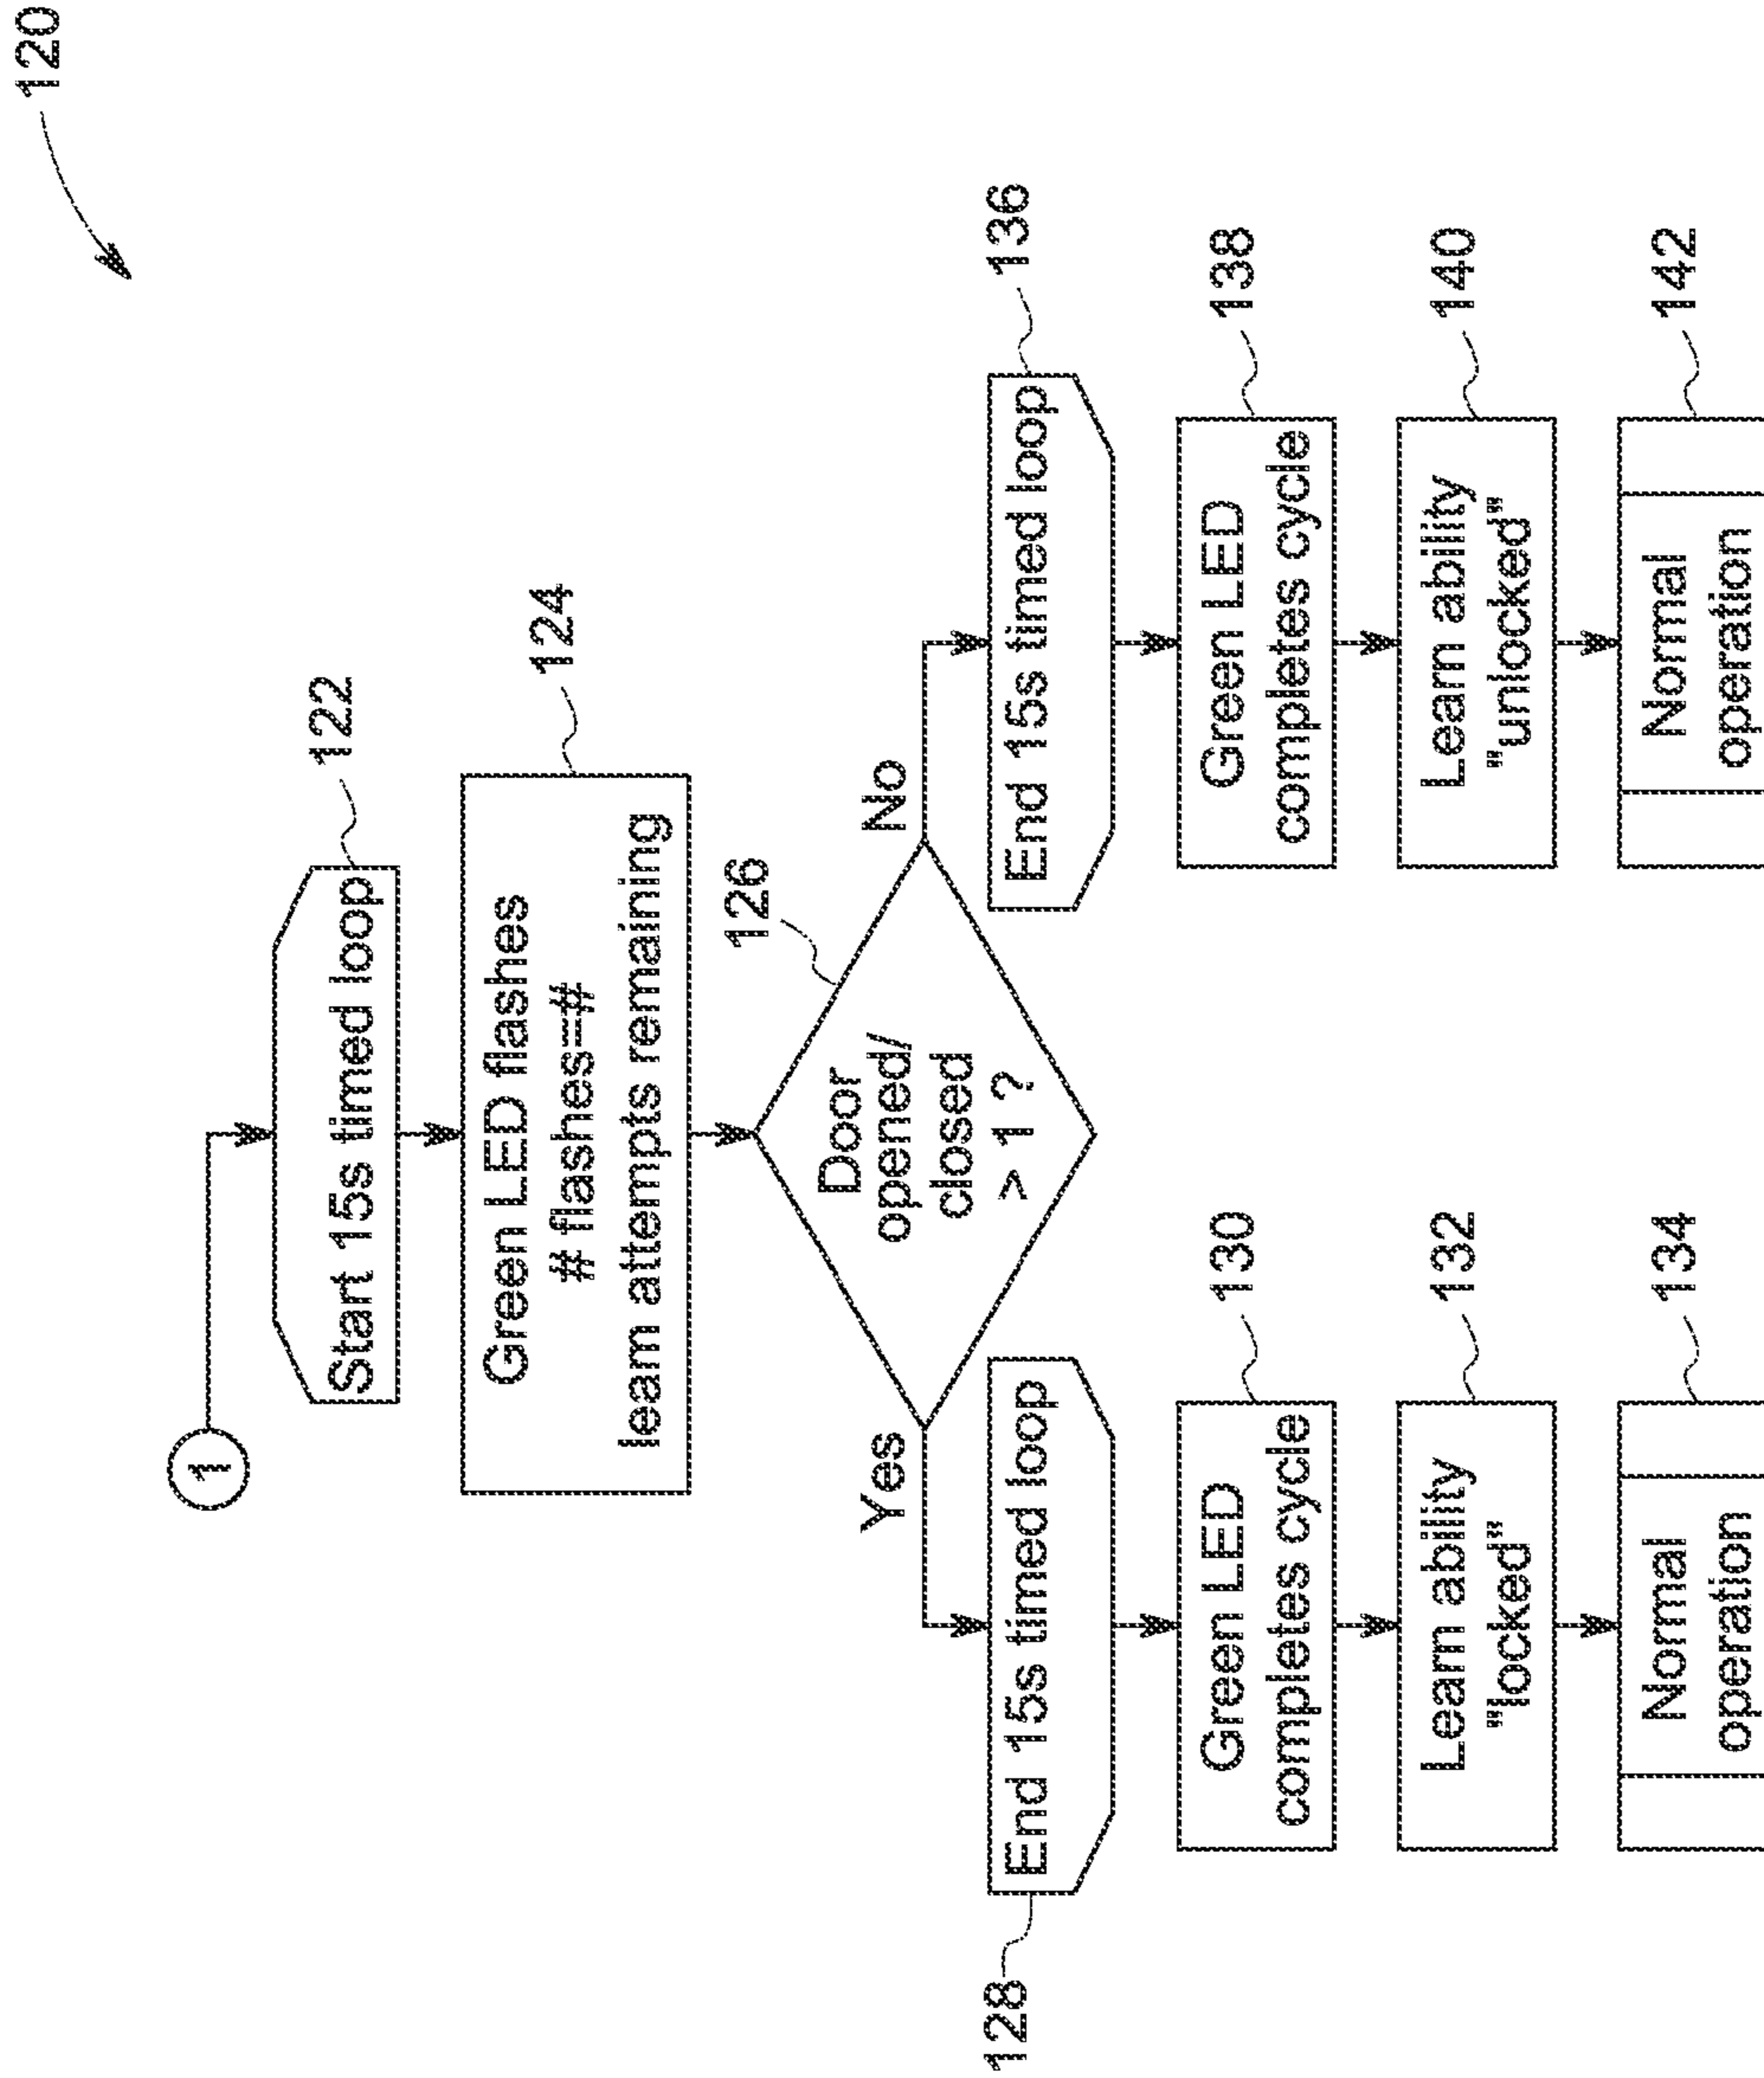 120
1
Start 15s timed loop
122
Green LED flashes
# flashes=#
learn attempts remaining
124
Door
opened/
closed
> 1 ?
126
Yes
No
End 15s timed loop
128
Green LED
completes cycle
130
Learn ability
"locked"
132
Normal
operation
134
End 15s timed loop
136
Green LED
completes cycle
138
Learn ability
"unlocked"
140
Normal
operation
142